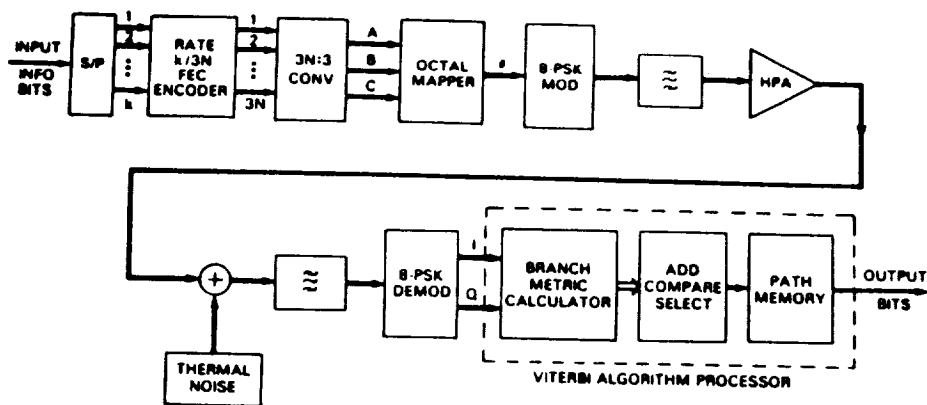 INPUT
INFO
BITS
S/P
1
2
k
RATE
k/3N
FEC
ENCODER
1
2
3N
3N:3
CONV
A
B
C
OCTAL
MAPPER
8-PSK
MOD
HPA
THERMAL
NOISE
8-PSK
DEMOD
I
Q
BRANCH
METRIC
CALCULATOR
ADD
COMPARE
SELECT
PATH
MEMORY
OUTPUT
BITS
VITERBI ALGORITHM PROCESSOR